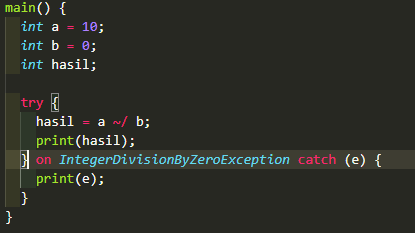 main() {
  int a = 10;
  int b = 0;
  int hasil;

  try {
    hasil = a ~/ b;
    print(hasil);
  } on IntegerDivisionByZeroException catch (e) {
    print(e);
  }
}